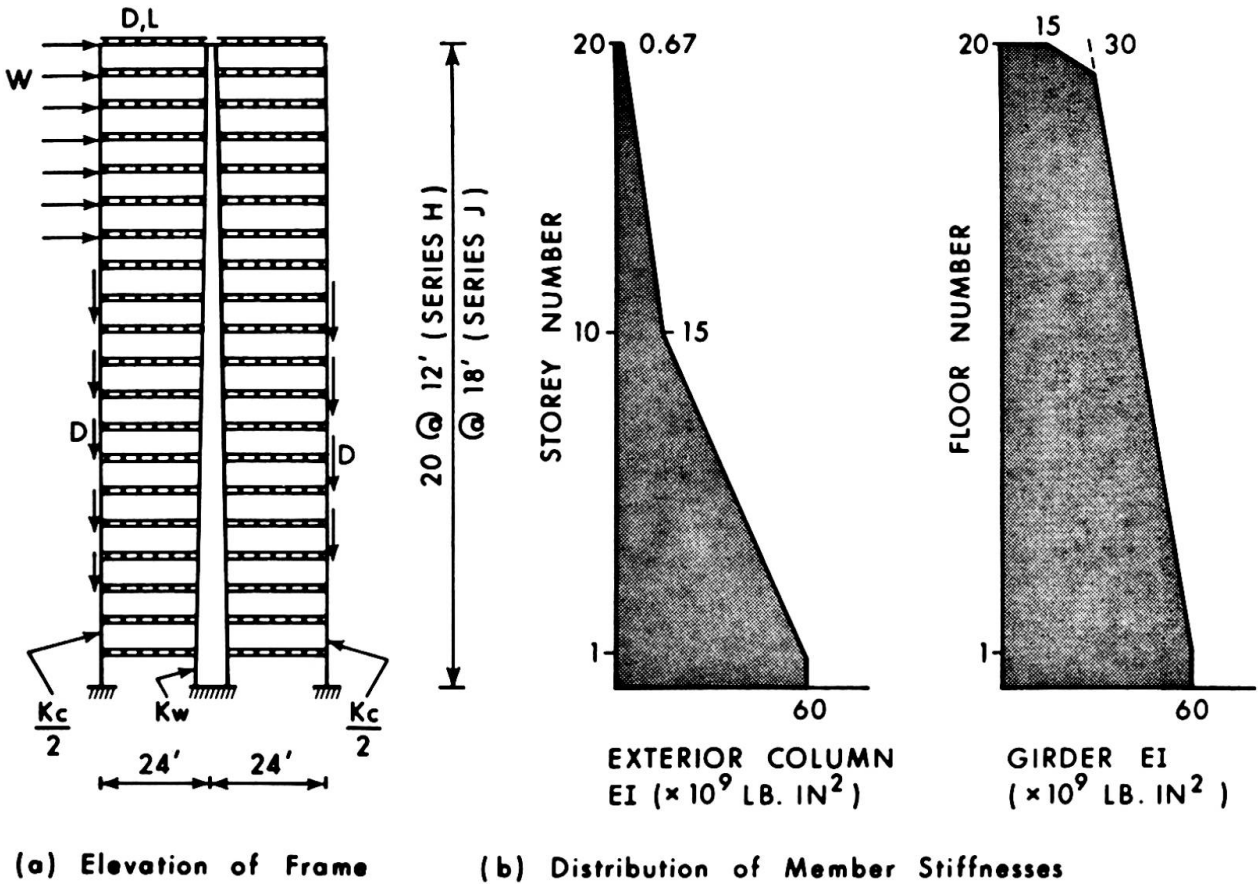 D,L
W
D
D
Kc
2
Kw
Kc
2
24' 24'
20 @ 12' (SERIES H)
@ 18' (SERIES J)
(a) Elevation of Frame
STOREY NUMBER
20 0.67
10 15
1
60
EXTERIOR COLUMN
EI (×10⁹ LB. IN²)
FLOOR NUMBER
15
20 30
1
60
GIRDER EI
(×10⁹ LB. IN²)
(b) Distribution of Member Stiffnesses